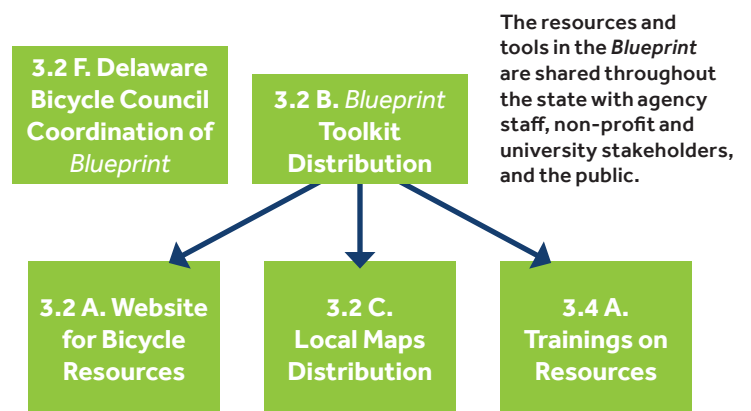 3.2 F. Delaware
Bicycle Council
Coordination of
Blueprint
3.2 B. Blueprint
Toolkit
Distribution
The resources and
tools in the Blueprint
are shared throughout
the state with agency
staff, non-profit and
university stakeholders,
and the public.
3.2 A. Website
for Bicycle
Resources
3.2 C.
Local Maps
Distribution
3.4 A.
Trainings on
Resources